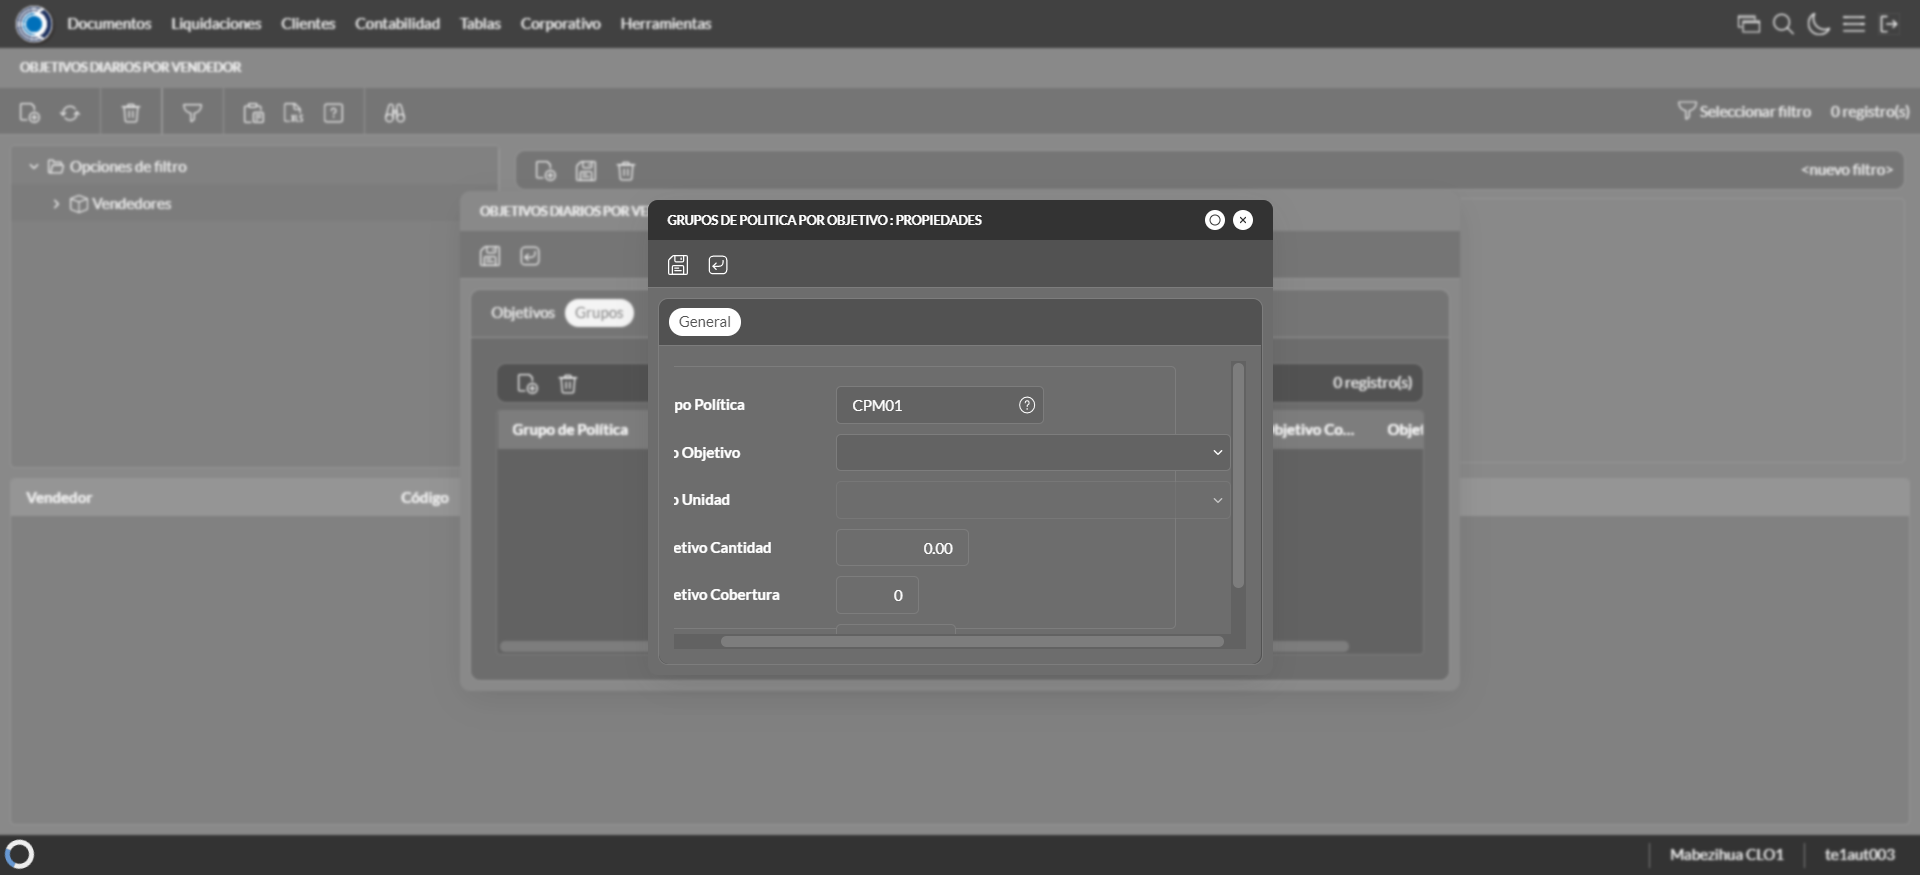 Documentos Liquidaciones Clientes Contabilidad Tablas Corporativo Herramientas
OBJETIVOS DIARIOS POR VENDEDOR
Seleccionar filtro 0 registro(s)
Opciones de filtro
<nuevo filtro>
Vendedores
OBJETIVOS DIARIOS POR VE
GRUPOS DE POLITICA POR OBJETIVO : PROPIEDADES
Objetivos Grupos
General
0 registro(s)
po Política CPM01
Grupo de Política
bjetivo Co... Objet
o Objetivo
Vendedor Código
o Unidad
etivo Cantidad 0.00
etivo Cobertura 0
Mabezihua CLO1 te1aut003